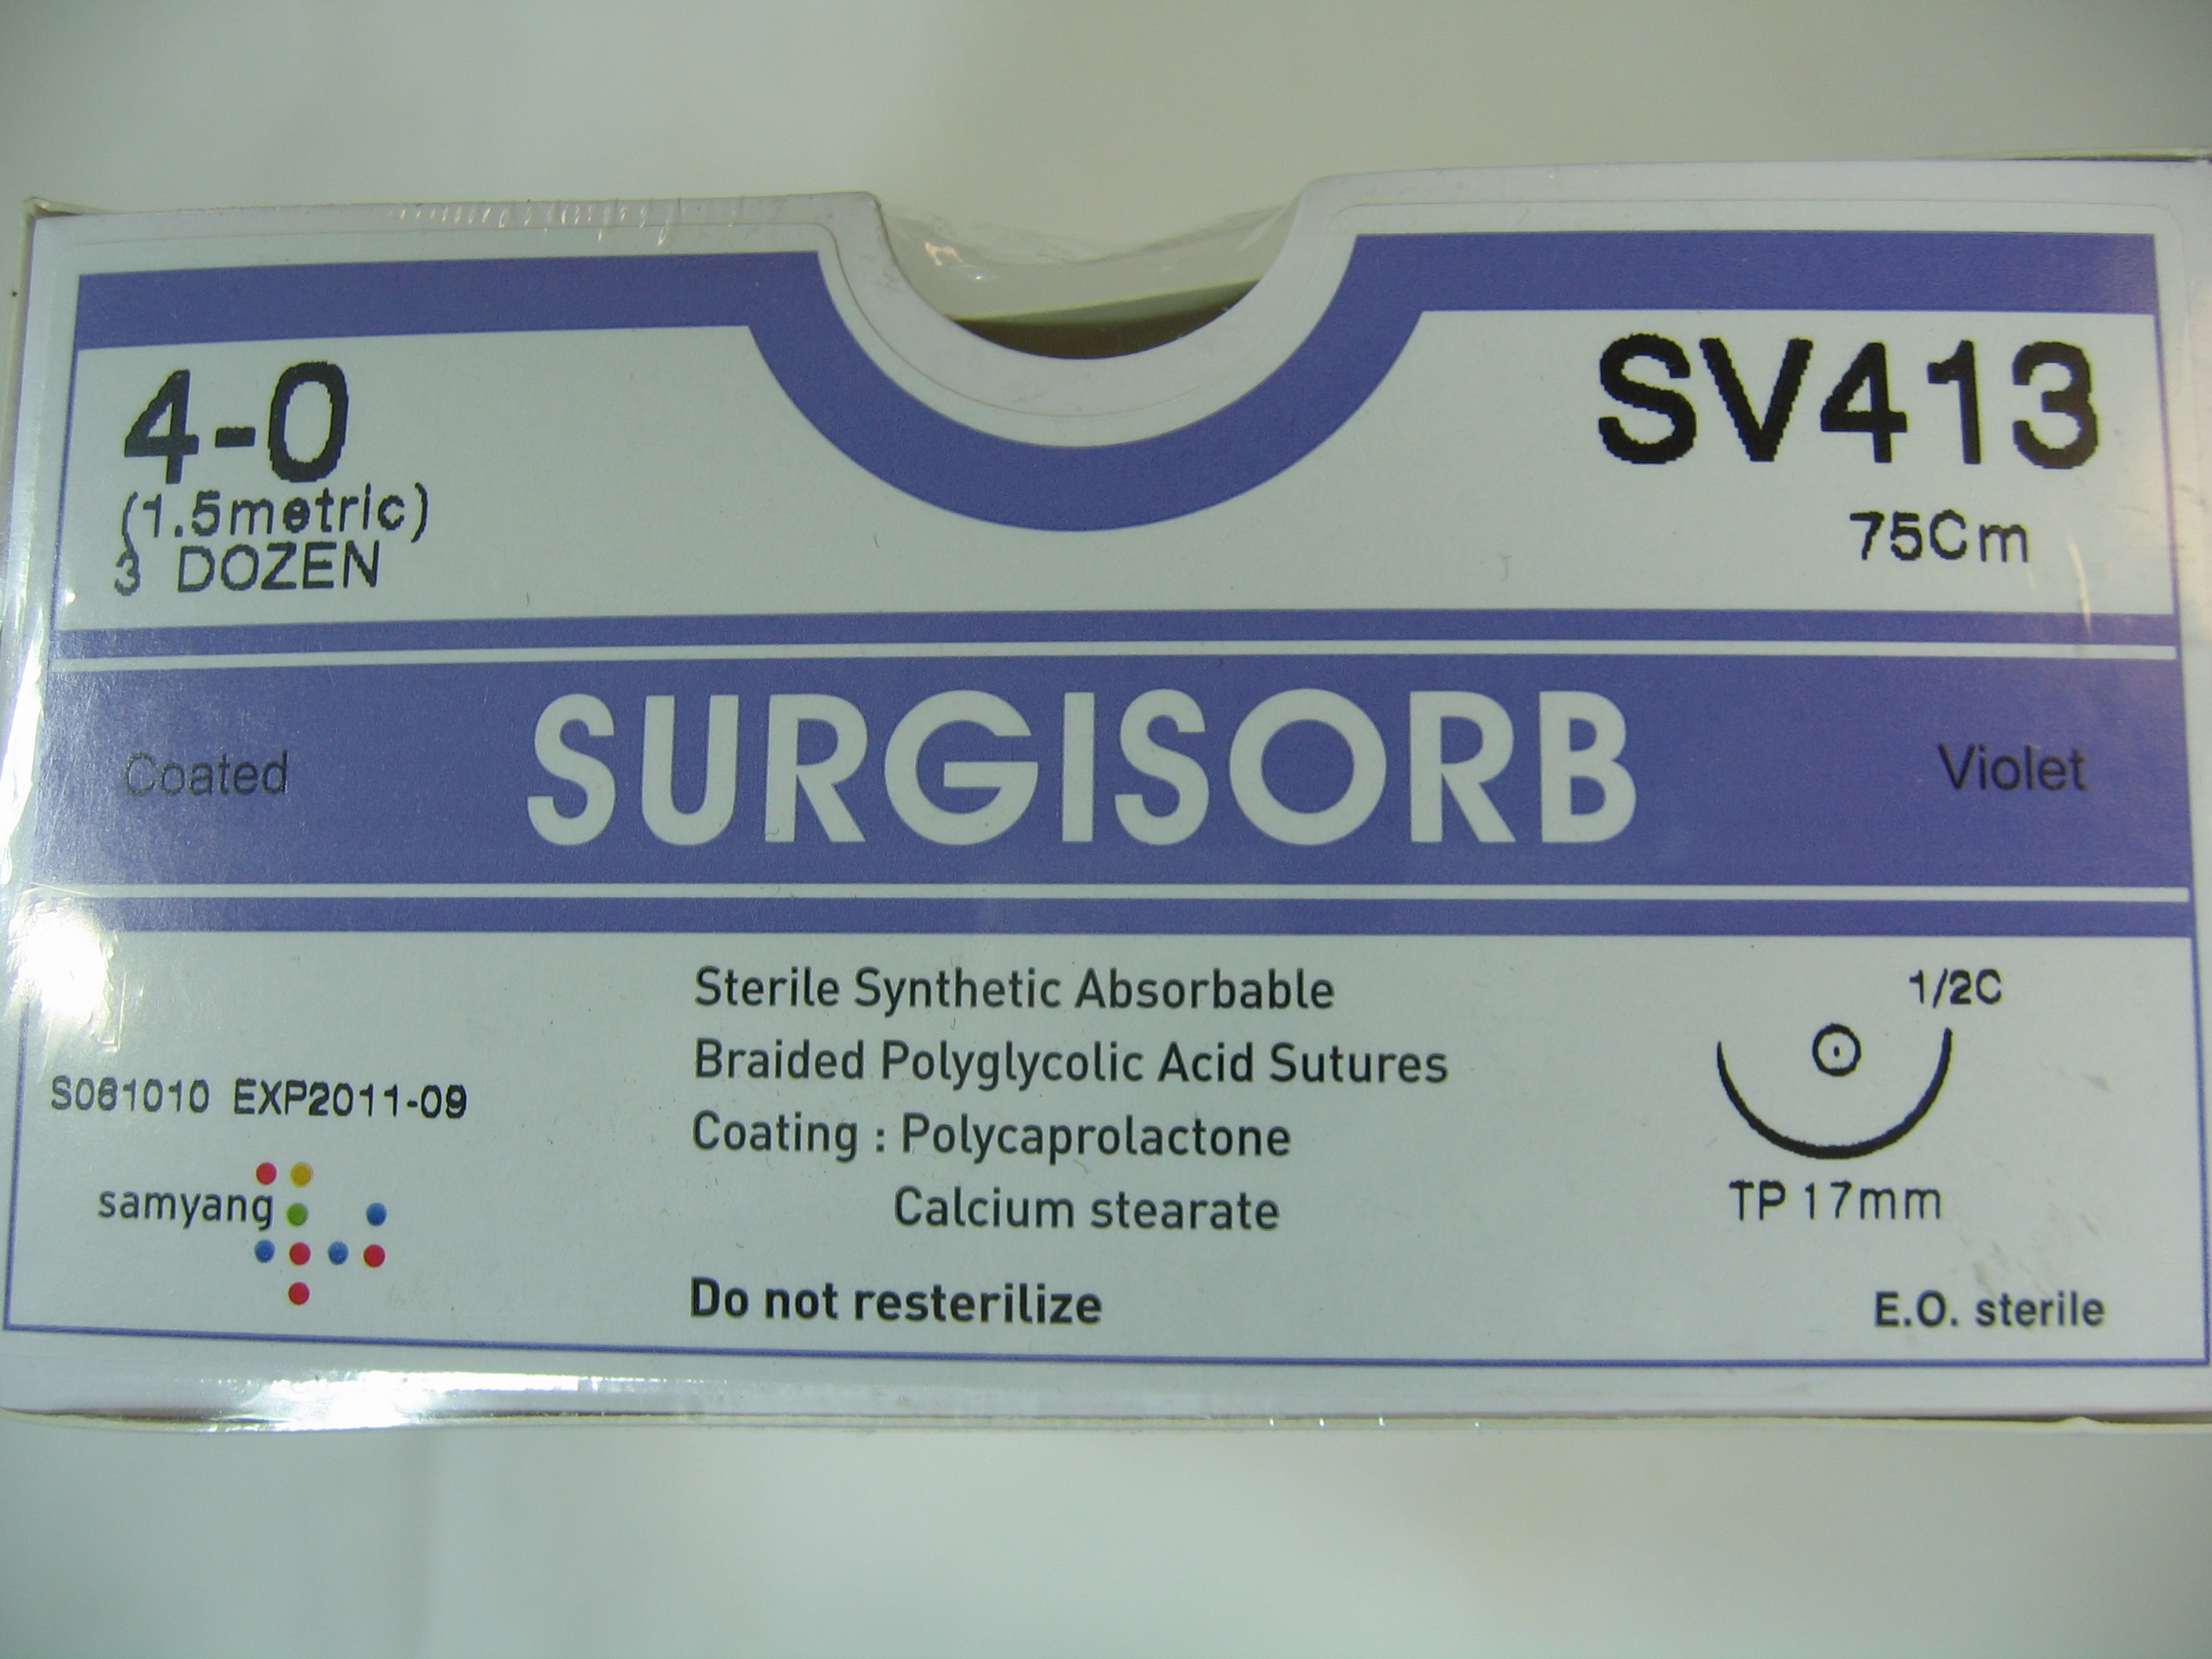 4-0
(1.5metric)
3 DOZEN
SV413
75Cm
Coated
SURGISORB
Violet
Sterile Synthetic Absorbable
Braided Polyglycolic Acid Sutures
Coating : Polycaprolactone
Calcium stearate
Do not resterilize
S081010 EXP2011-09
samyang
1/2C
TP 17mm
E.O. sterile